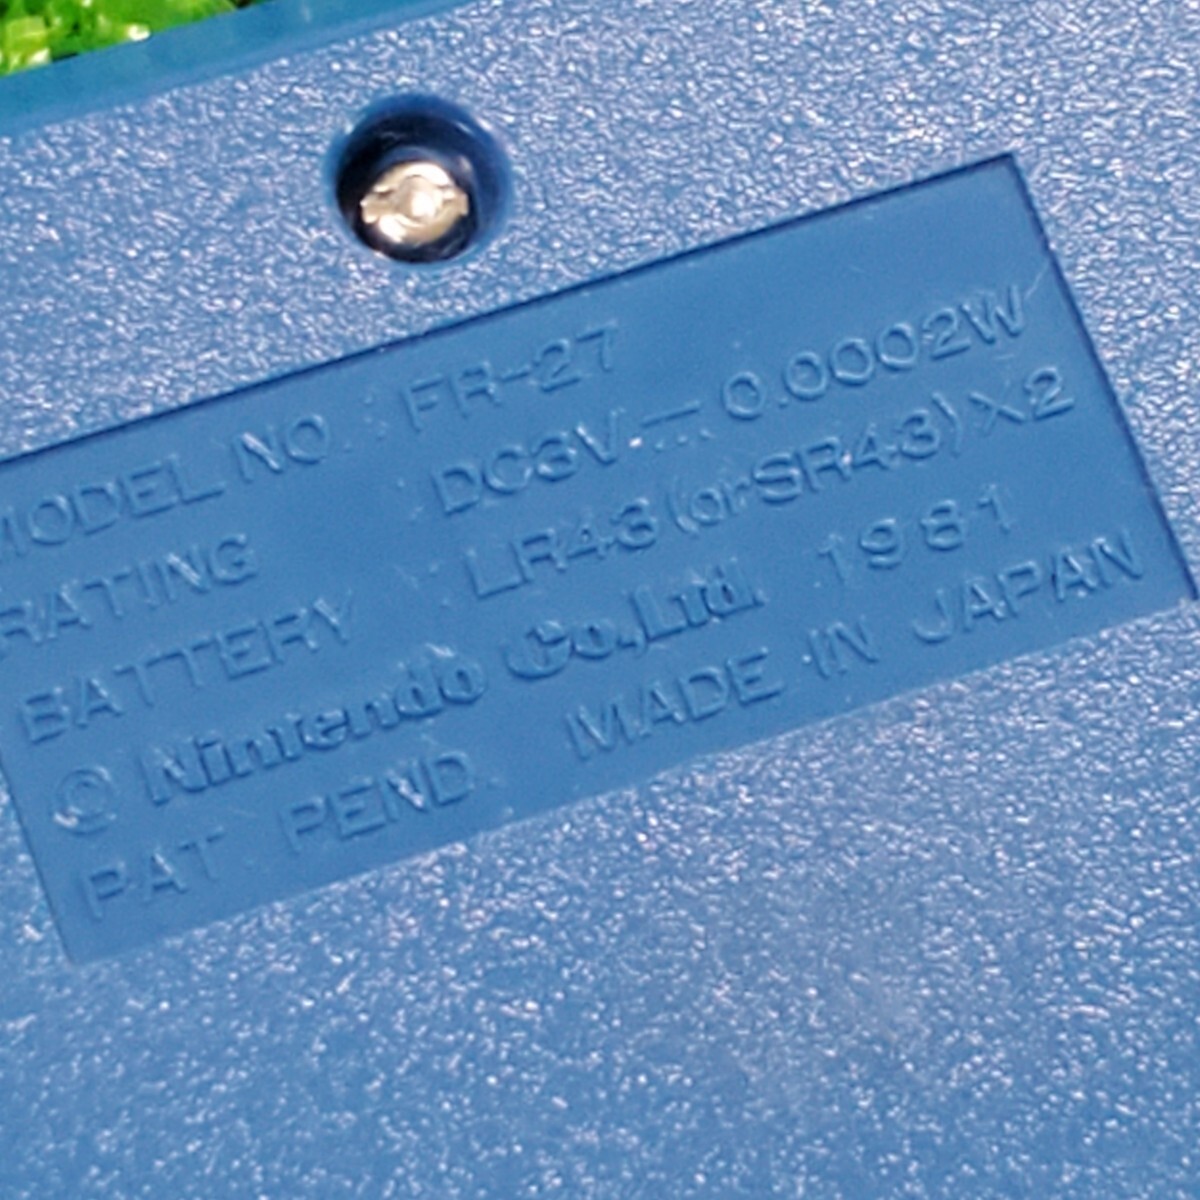 MODEL NO. : FR-27
RATING : DC3V ⎓ 0.0002W
BATTERY : LR43 (or SR43) ×2
© Nintendo Co., Ltd. 1981
PAT. PEND. MADE IN JAPAN